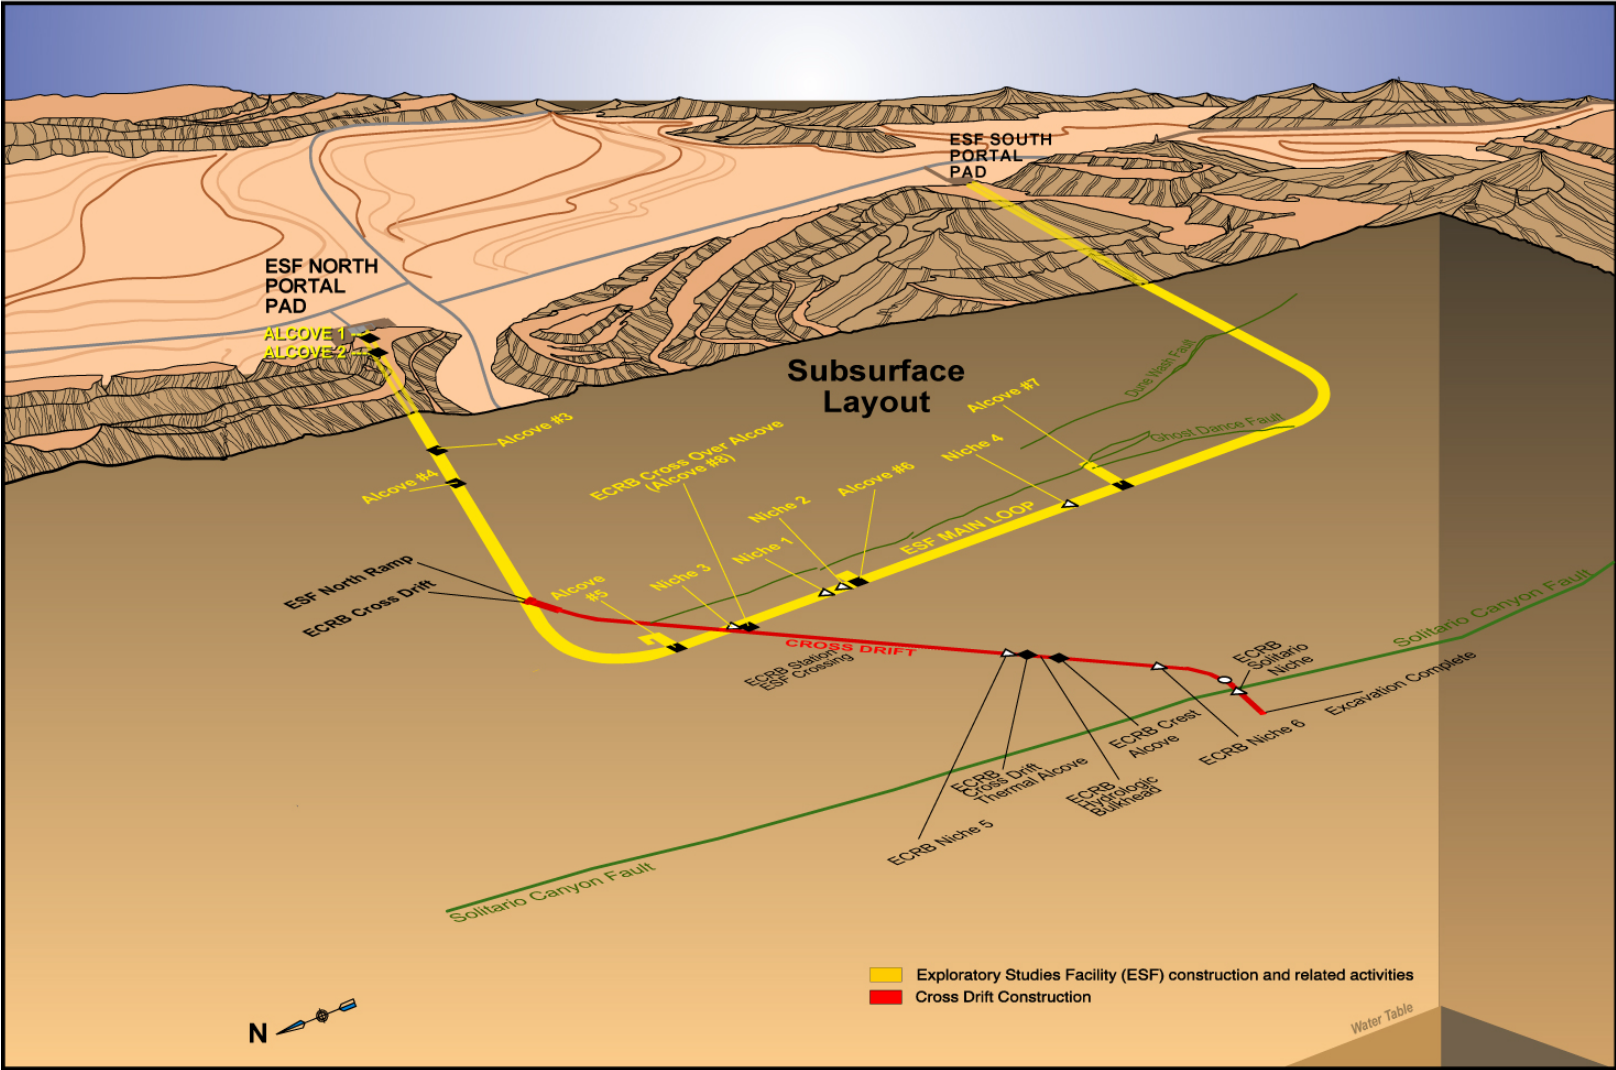 ESF SOUTH
PORTAL
PAD
ESF NORTH
PORTAL
PAD
ALCOVE 1
ALCOVE 2
Subsurface
Layout
Dune Wash Fault
Alcove #7
Ghost Dance Fault
Alcove #3
ECRB Cross Over Alcove
(Alcove #8)
Niche 4
Alcove #6
Alcove #4
Niche 2
ESF MAIN LOOP
Niche 1
ESF North Ramp
ECRB Cross Drift
Alcove
#5
Niche 3
CROSS DRIFT
ECRB Station
ESF Crossing
Solitario Canyon Fault
ECRB
Solitario
Niche
Excavation Complete
ECRB Crest
Alcove
ECRB Niche 6
ECRB
Cross Drift
Thermal Alcove
ECRB
Hydrologic
Bulkhead
ECRB Niche 5
Solitario Canyon Fault
Exploratory Studies Facility (ESF) construction and related activities
Cross Drift Construction
N
Water Table